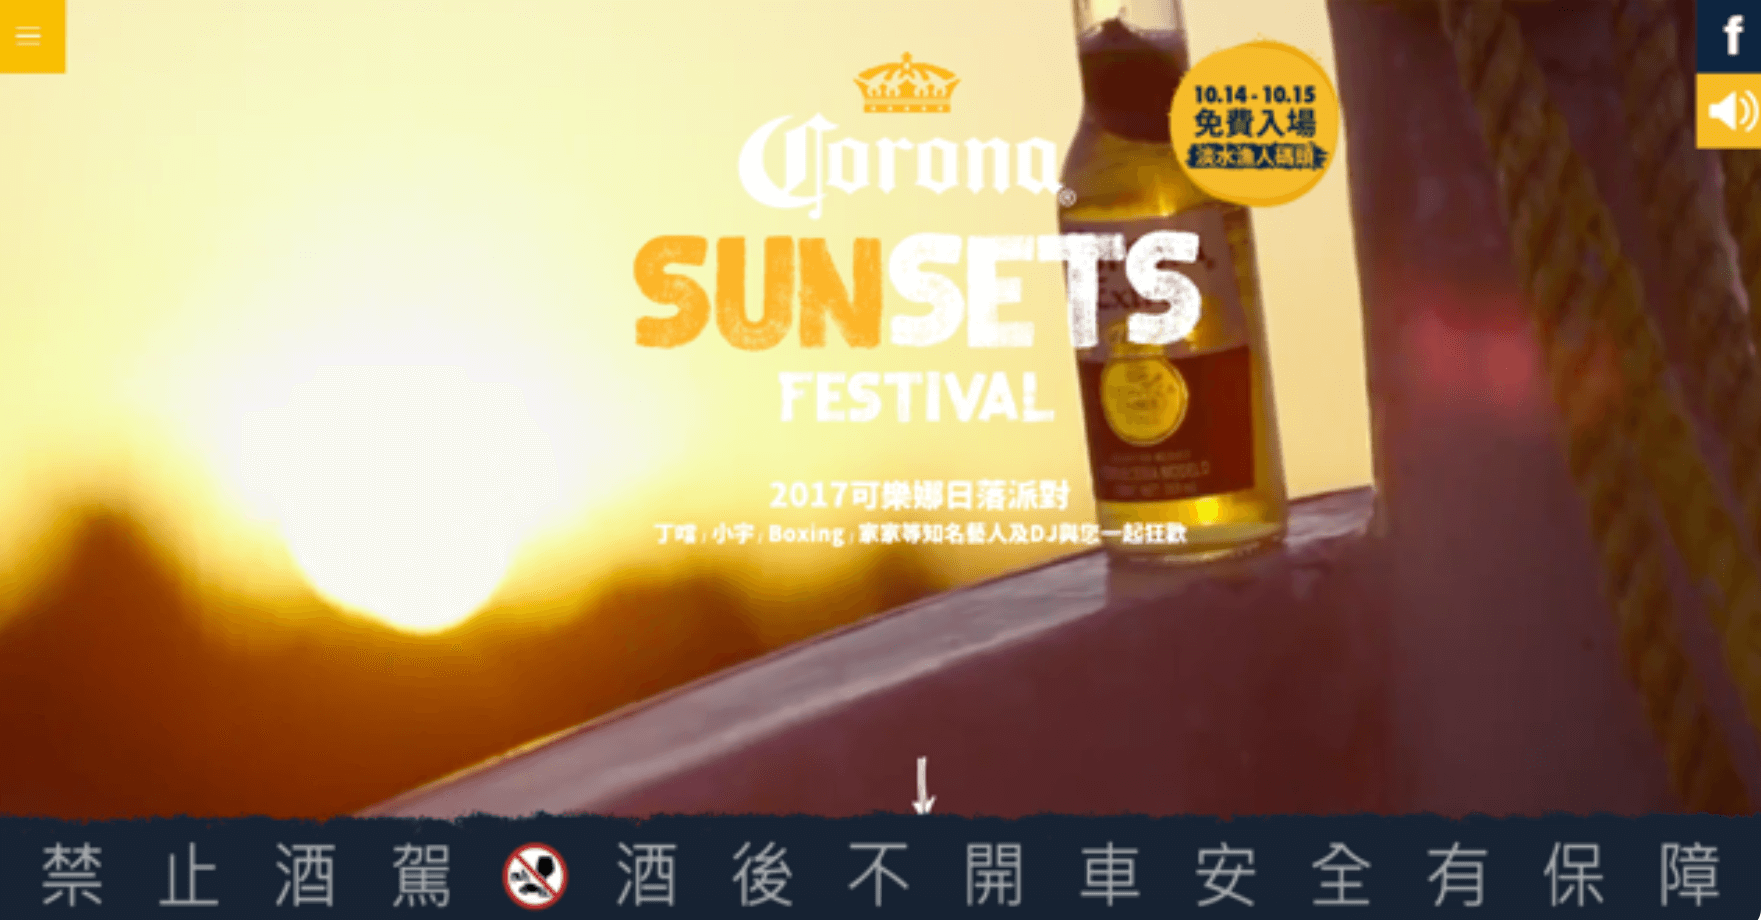 f
10.14 - 10.15
免費入場
淡水漁人碼頭
Corona®
SUNSETS
FESTIVAL
2017可樂娜日落派對
丁噹, 小宇, Boxing, 家家等知名藝人及DJ與您一起狂歡
禁止酒駕 酒後不開車安全有保障